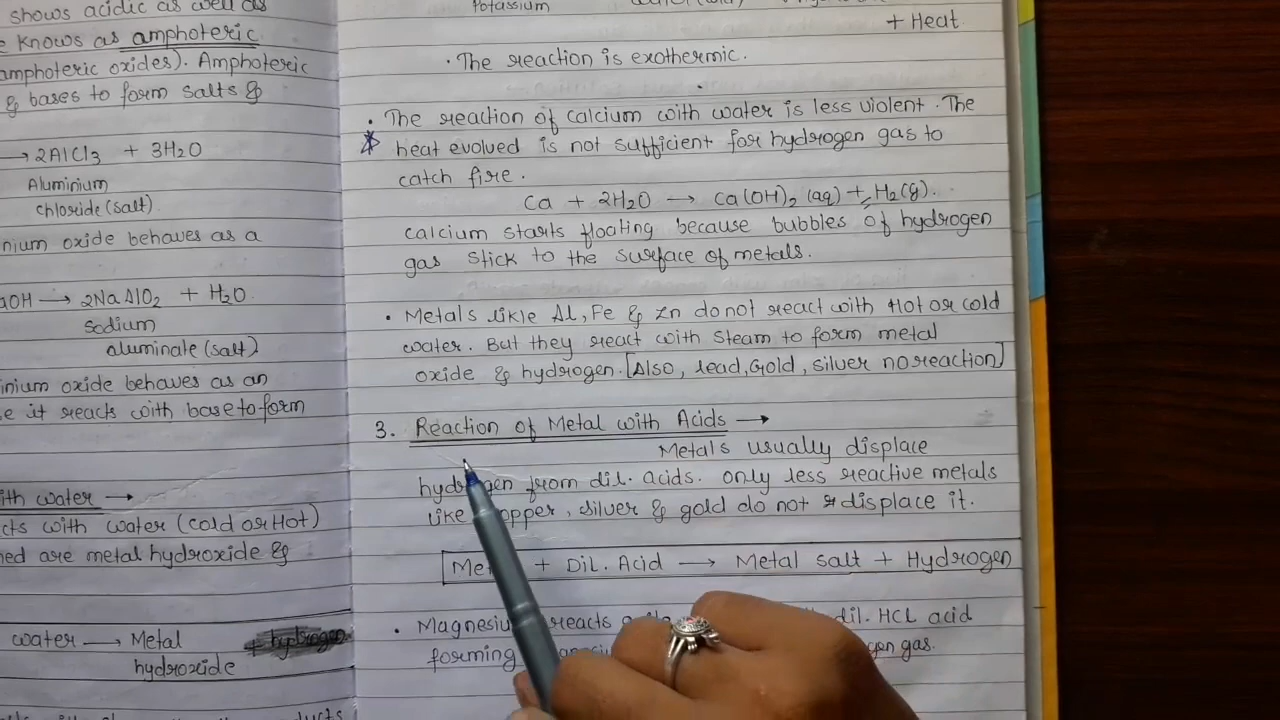 shows acidic as well as
knows as amphoteric
amphoteric oxides). Amphoteric
& bases to form salts &
→ 2AlCl3 + 3H2O
Aluminium
chloride (salt).
nium oxide behaves as a
→ 2NaAlO2 + H2O.
sodium
aluminate (salt)
inium oxide behaves as an
it reacts with base to form
ith water →
cts with water (cold or Hot)
ed are metal hydroxide &
water → Metal + hydrogen
hydroxide
Potassium
+ Heat
• The reaction is exothermic.
• The reaction of calcium with water is less violent. The
heat evolved is not sufficient for hydrogen gas to
catch fire.
Ca + 2H2O → Ca(OH)2 (aq) + H2(g).
calcium starts floating because bubbles of hydrogen
gas stick to the surface of metals.
• Metals likle Al, Fe & Zn do not react with Hot or cold
water. But they react with steam to form metal
oxide & hydrogen. [Also, lead, Gold, silver no reaction]
3. Reaction of Metal with Acids →
Metals usually displace
hydrogen from dil. acids. only less reactive metals
like copper, silver & gold do not displace it.
+ Dil. Acid → Metal salt + Hydrogen
• Magnesium reacts dil. HCL acid
forming gas.